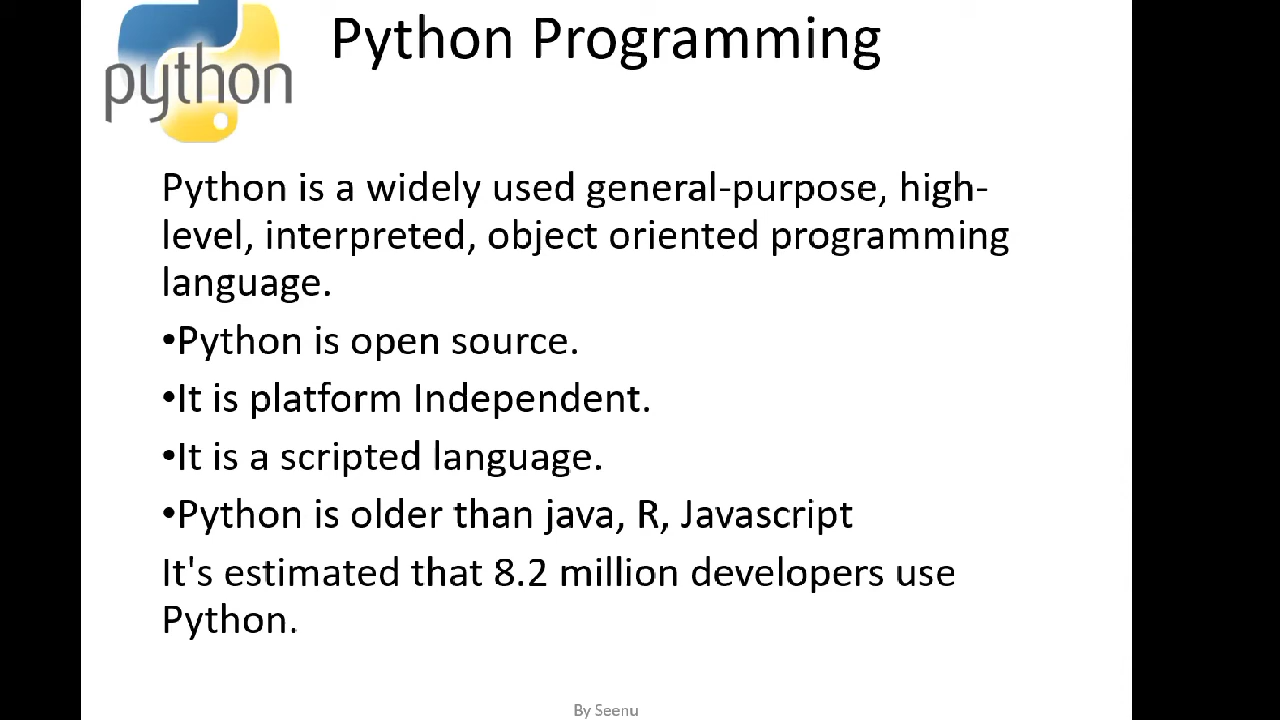 Python Programming
python
Python is a widely used general-purpose, high-
level, interpreted, object oriented programming
language.
•Python is open source.
•It is platform Independent.
•It is a scripted language.
•Python is older than java, R, Javascript
It's estimated that 8.2 million developers use
Python.
By Seenu